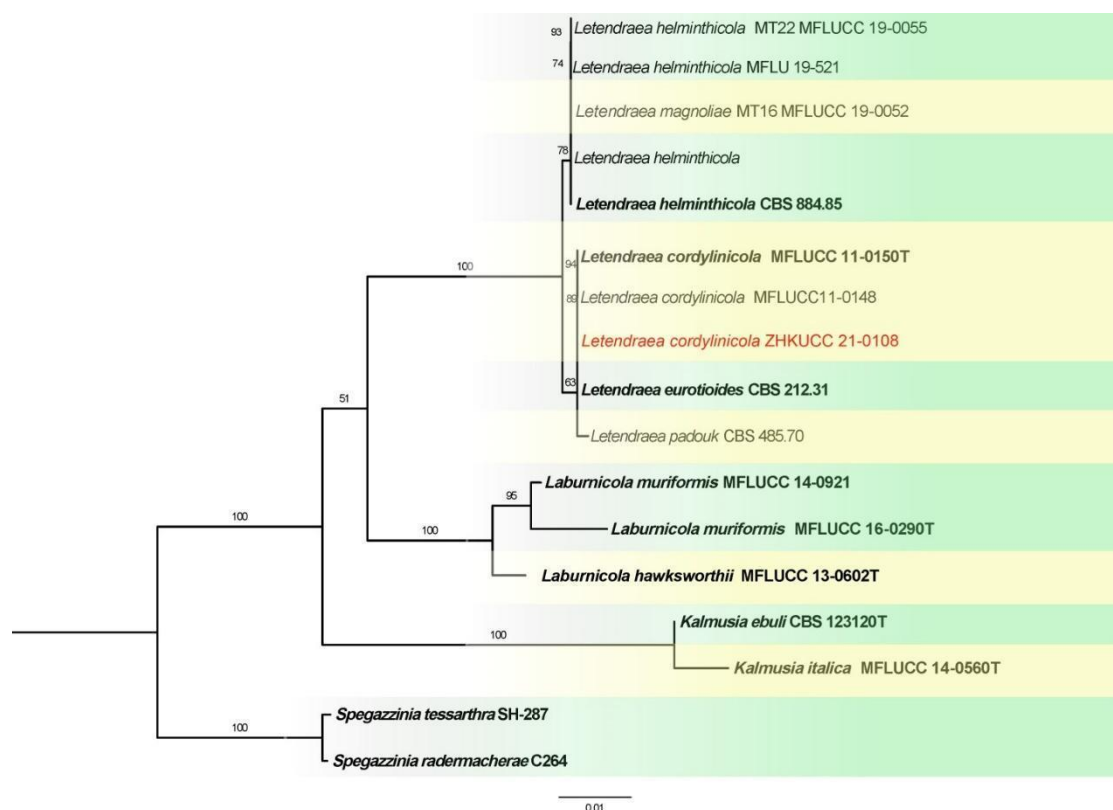 93
Letendraea helminthicola MT22 MFLUCC 19-0055
74
Letendraea helminthicola MFLU 19-521
Letendraea magnoliae MT16 MFLUCC 19-0052
78
Letendraea helminthicola
Letendraea helminthicola CBS 884.85
100
94
Letendraea cordylinicola MFLUCC 11-0150T
89
Letendraea cordylinicola MFLUCC11-0148
Letendraea cordylinicola ZHKUCC 21-0108
63
Letendraea eurotioides CBS 212.31
51
Letendraea padouk CBS 485.70
95
Laburnicola muriformis MFLUCC 14-0921
100
Laburnicola muriformis MFLUCC 16-0290T
100
Laburnicola hawksworthii MFLUCC 13-0602T
100
Kalmusia ebuli CBS 123120T
Kalmusia italica MFLUCC 14-0560T
100
Spegazzinia tessarthra SH-287
Spegazzinia radermacherae C264
0.01